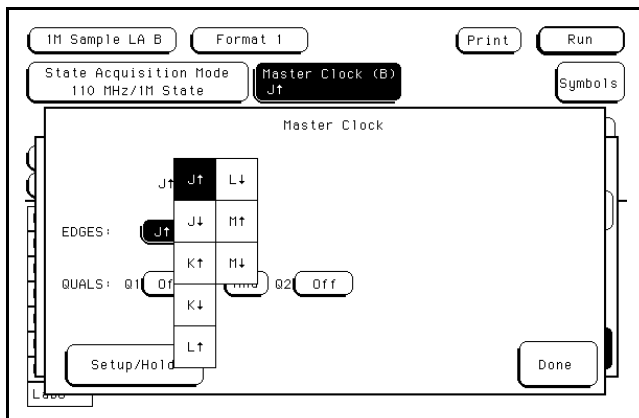 1M Sample LA B Format 1 Print Run
State Acquisition Mode
110 MHz/1M State
Master Clock (B)
J↑
Symbols
Master Clock
J↑ J↑ L↓
J↓ M↑
EDGES: J↑
K↑ M↓
QUALS: Q1 Q2 Off
K↓
L↑
Setup/Hold
Done